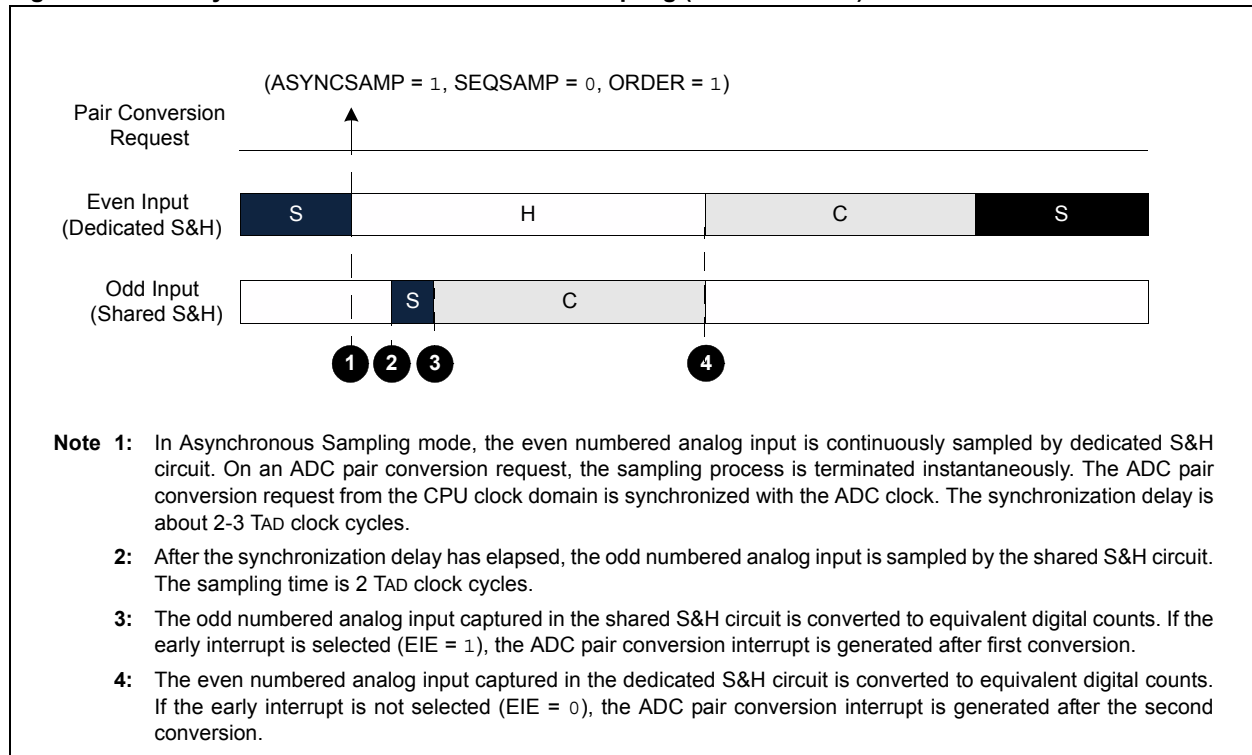 (ASYNCSAMP = 1, SEQSAMP = 0, ORDER = 1)
Pair Conversion
Request
Even Input
(Dedicated S&H)
S
H
C
S
Odd Input
(Shared S&H)
S
C
1
2
3
4
Note 1: In Asynchronous Sampling mode, the even numbered analog input is continuously sampled by dedicated S&H
circuit. On an ADC pair conversion request, the sampling process is terminated instantaneously. The ADC pair
conversion request from the CPU clock domain is synchronized with the ADC clock. The synchronization delay is
about 2-3 TAD clock cycles.
2: After the synchronization delay has elapsed, the odd numbered analog input is sampled by the shared S&H circuit.
The sampling time is 2 TAD clock cycles.
3: The odd numbered analog input captured in the shared S&H circuit is converted to equivalent digital counts. If the
early interrupt is selected (EIE = 1), the ADC pair conversion interrupt is generated after first conversion.
4: The even numbered analog input captured in the dedicated S&H circuit is converted to equivalent digital counts.
If the early interrupt is not selected (EIE = 0), the ADC pair conversion interrupt is generated after the second
conversion.